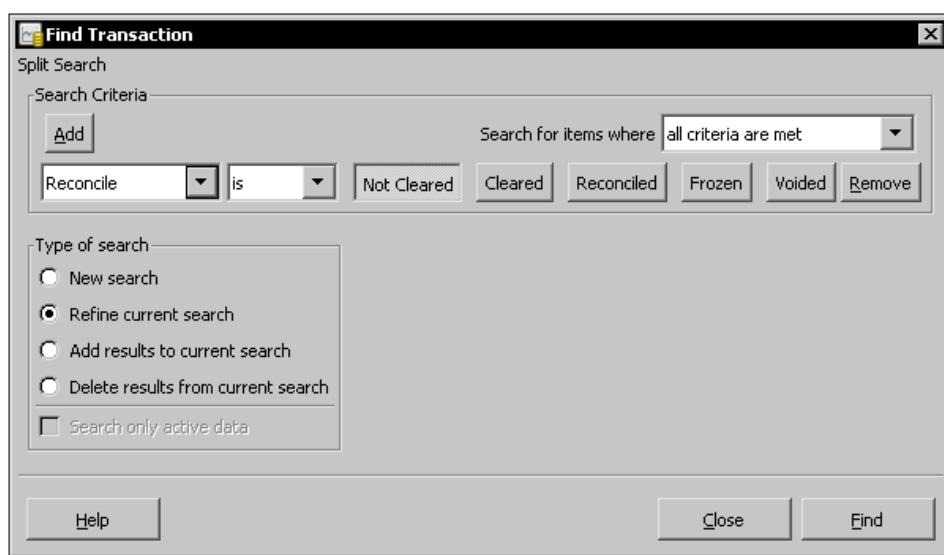 Find Transaction
Split Search
Search Criteria
Add Search for items where all criteria are met
Reconcile is Not Cleared Cleared Reconciled Frozen Voided Remove
Type of search
New search
Refine current search
Add results to current search
Delete results from current search
Search only active data
Help Close Find